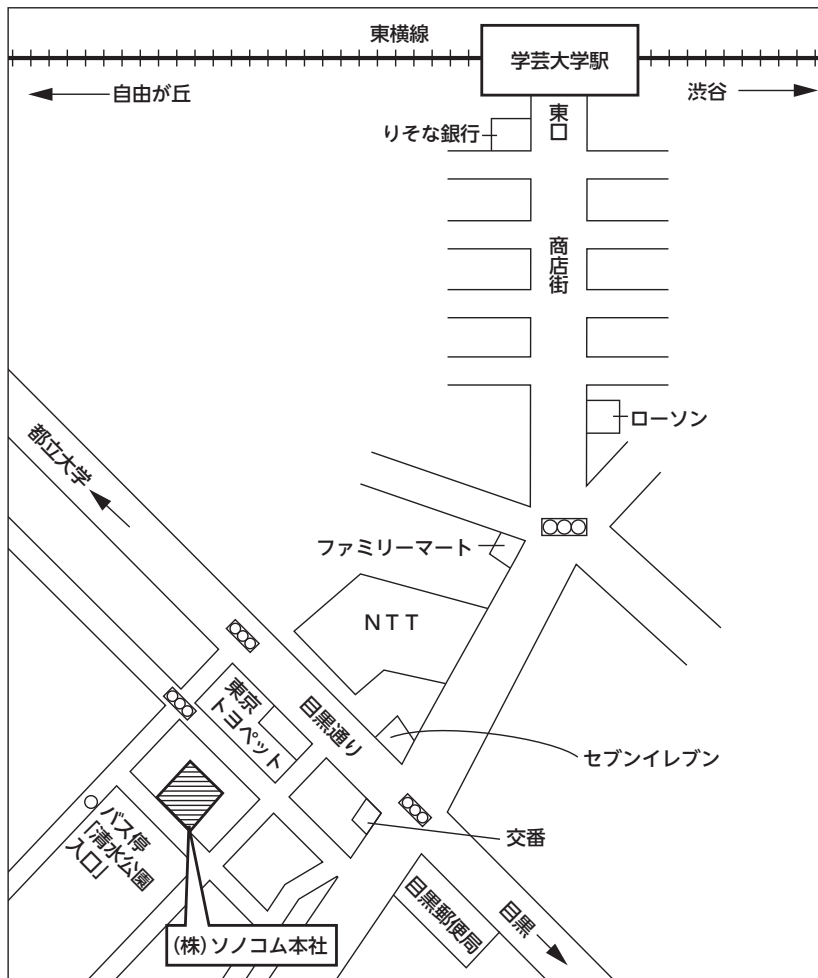 東横線
学芸大学駅
自由が丘
渋谷
東口
りそな銀行
商店街
ローソン
都立大学
ファミリーマート
NTT
東京
トヨペット
目黒通り
セブンイレブン
交番
バス停
「清水公園
入口」
目黒郵便局
目黒
(株)ソノコム本社